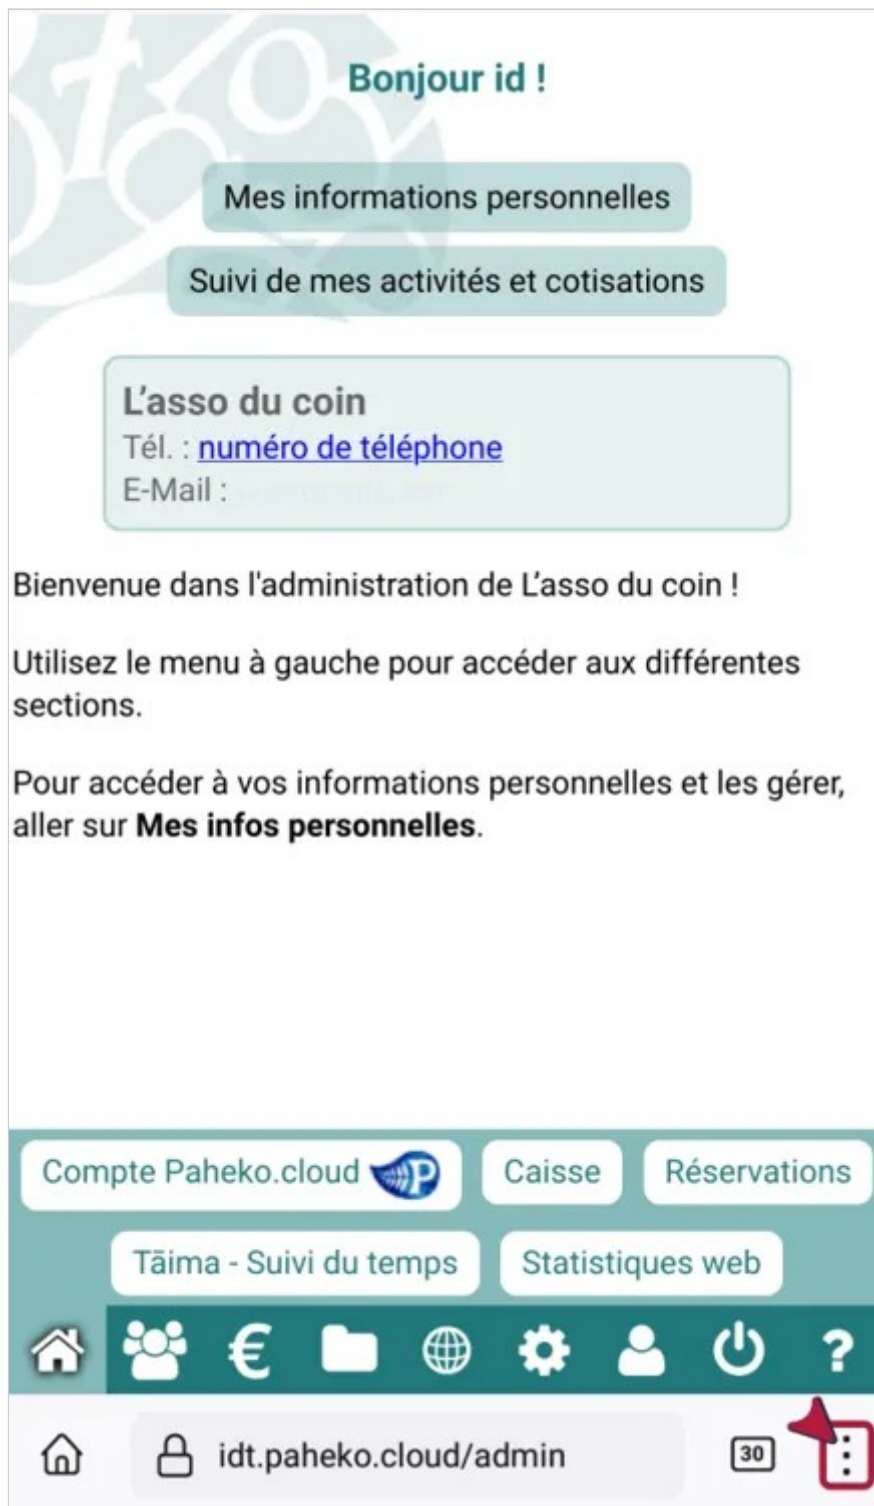 Bonjour id !
Mes informations personnelles
Suivi de mes activités et cotisations
L’asso du coin
Tél. : numéro de téléphone
E-Mail :
Bienvenue dans l'administration de L’asso du coin !
Utilisez le menu à gauche pour accéder aux différentes
sections.
Pour accéder à vos informations personnelles et les gérer,
aller sur Mes infos personnelles.
Compte Paheko.cloud P
Caisse
Réservations
Tāima - Suivi du temps
Statistiques web
€ ?
idt.paheko.cloud/admin
30